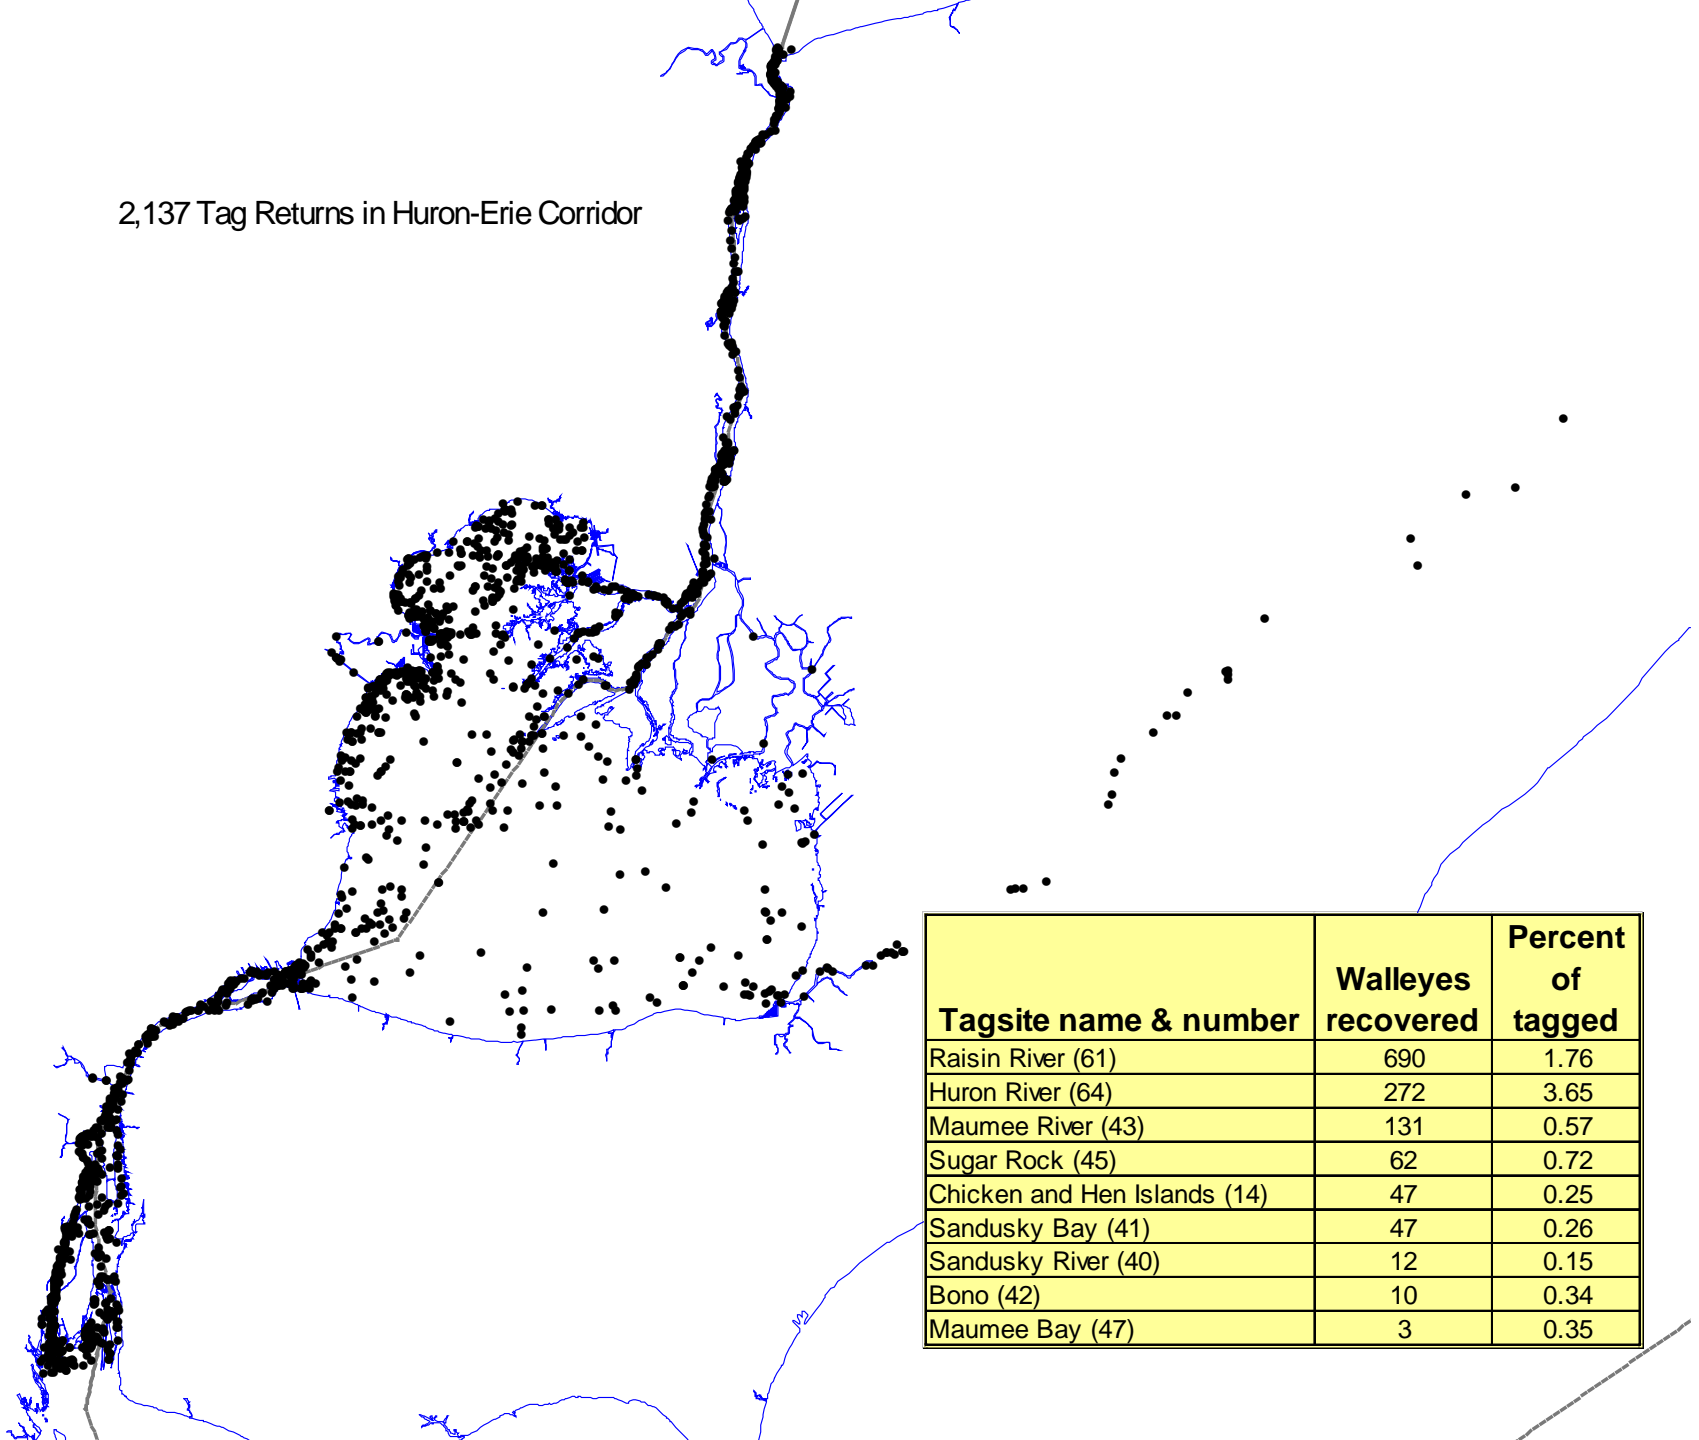 2,137 Tag Returns in Huron-Erie Corridor
Tagsite name & number Walleyes recovered Percent of tagged
Raisin River (61) 690 1.76
Huron River (64) 272 3.65
Maumee River (43) 131 0.57
Sugar Rock (45) 62 0.72
Chicken and Hen Islands (14) 47 0.25
Sandusky Bay (41) 47 0.26
Sandusky River (40) 12 0.15
Bono (42) 10 0.34
Maumee Bay (47) 3 0.35